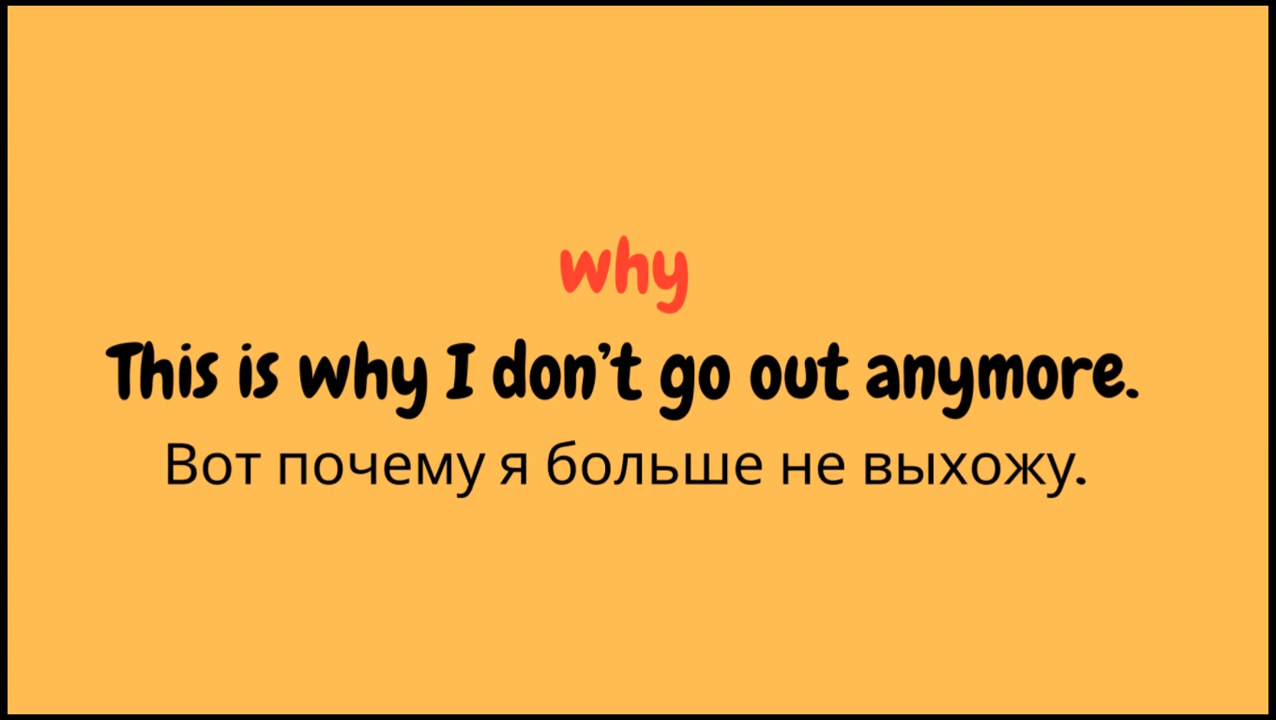 why
This is why I don’t go out anymore.
Вот почему я больше не выхожу.